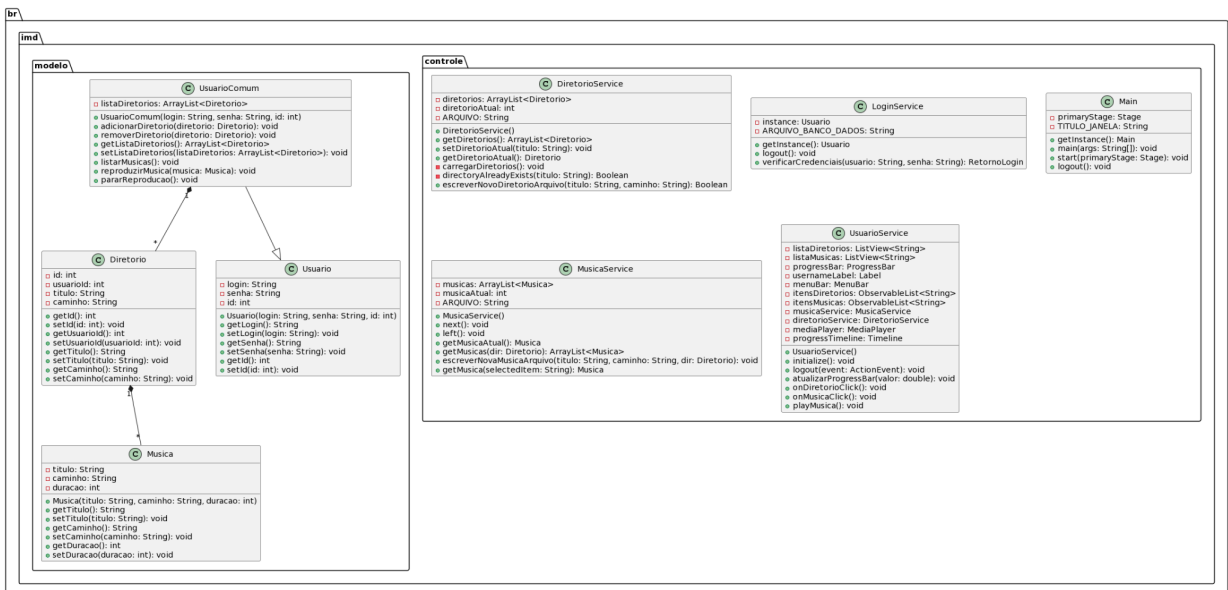 br
imd
modelo
C UsuarioComum
listaDiretorios: ArrayList<Diretorio>
UsuarioComum(login: String, senha: String, id: int)
adicionarDiretorio(diretorio: Diretorio): void
removerDiretorio(diretorio: Diretorio): void
getListaDiretorios(): ArrayList<Diretorio>
setListaDiretorios(listaDiretorios: ArrayList<Diretorio>): void
listarMusicas(): void
reproduzirMusica(musica: Musica): void
pararReproducao(): void
1
*
C Diretorio
id: int
usuarioId: int
titulo: String
caminho: String
getId(): int
setId(id: int): void
getUsuarioId(): int
setUsuarioId(usuarioId: int): void
getTitulo(): String
setTitulo(titulo: String): void
getCaminho(): String
setCaminho(caminho: String): void
C Usuario
login: String
senha: String
id: int
Usuario(login: String, senha: String, id: int)
getLogin(): String
setLogin(login: String): void
getSenha(): String
setSenha(senha: String): void
getId(): int
setId(id: int): void
1
*
C Musica
titulo: String
caminho: String
duracao: int
Musica(titulo: String, caminho: String, duracao: int)
getTitulo(): String
setTitulo(titulo: String): void
getCaminho(): String
setCaminho(caminho: String): void
getDuracao(): int
setDuracao(duracao: int): void
controle
C DiretorioService
diretorios: ArrayList<Diretorio>
diretorioAtual: int
ARQUIVO: String
DiretorioService()
getDiretorios(): ArrayList<Diretorio>
setDiretorioAtual(titulo: String): void
getDiretorioAtual(): Diretorio
carregarDiretorios(): void
directoryAlreadyExists(titulo: String): Boolean
escreverNovoDiretorioArquivo(titulo: String, caminho: String): Boolean
C LoginService
instance: Usuario
ARQUIVO_BANCO_DADOS: String
getInstance(): Usuario
logout(): void
verificarCredenciais(usuario: String, senha: String): RetornoLogin
C Main
primaryStage: Stage
TITULO_JANELA: String
getInstance(): Main
main(args: String[]): void
start(primaryStage: Stage): void
logout(): void
C MusicaService
musicas: ArrayList<Musica>
musicaAtual: int
ARQUIVO: String
MusicaService()
next(): void
left(): void
getMusicaAtual(): Musica
getMusicas(dir: Diretorio): ArrayList<Musica>
escreverNovaMusicaArquivo(titulo: String, caminho: String, dir: Diretorio): void
getMusica(selectedItem: String): Musica
C UsuarioService
listaDiretorios: ListView<String>
listaMusicas: ListView<String>
progressBar: ProgressBar
usernameLabel: Label
menuBar: MenuBar
itensDiretorios: ObservableList<String>
itensMusicas: ObservableList<String>
musicaService: MusicaService
diretorioService: DiretorioService
mediaPlayer: MediaPlayer
progressTimeline: Timeline
UsuarioService()
initialize(): void
logout(event: ActionEvent): void
atualizarProgressBar(valor: double): void
onDiretorioClick(): void
onMusicaClick(): void
playMusica(): void